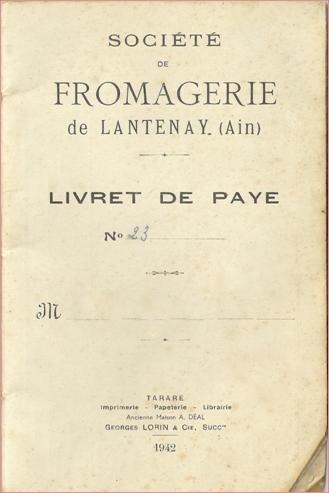 SOCIÉTÉ
DE
FROMAGERIE
de LANTENAY (Ain)
LIVRET DE PAYE
No 23
M
TARARE
Imprimerie - Papeterie - Librairie
Ancienne Maison A. DÉAL
GEORGES LORIN & CIE, SUCCrs
1942